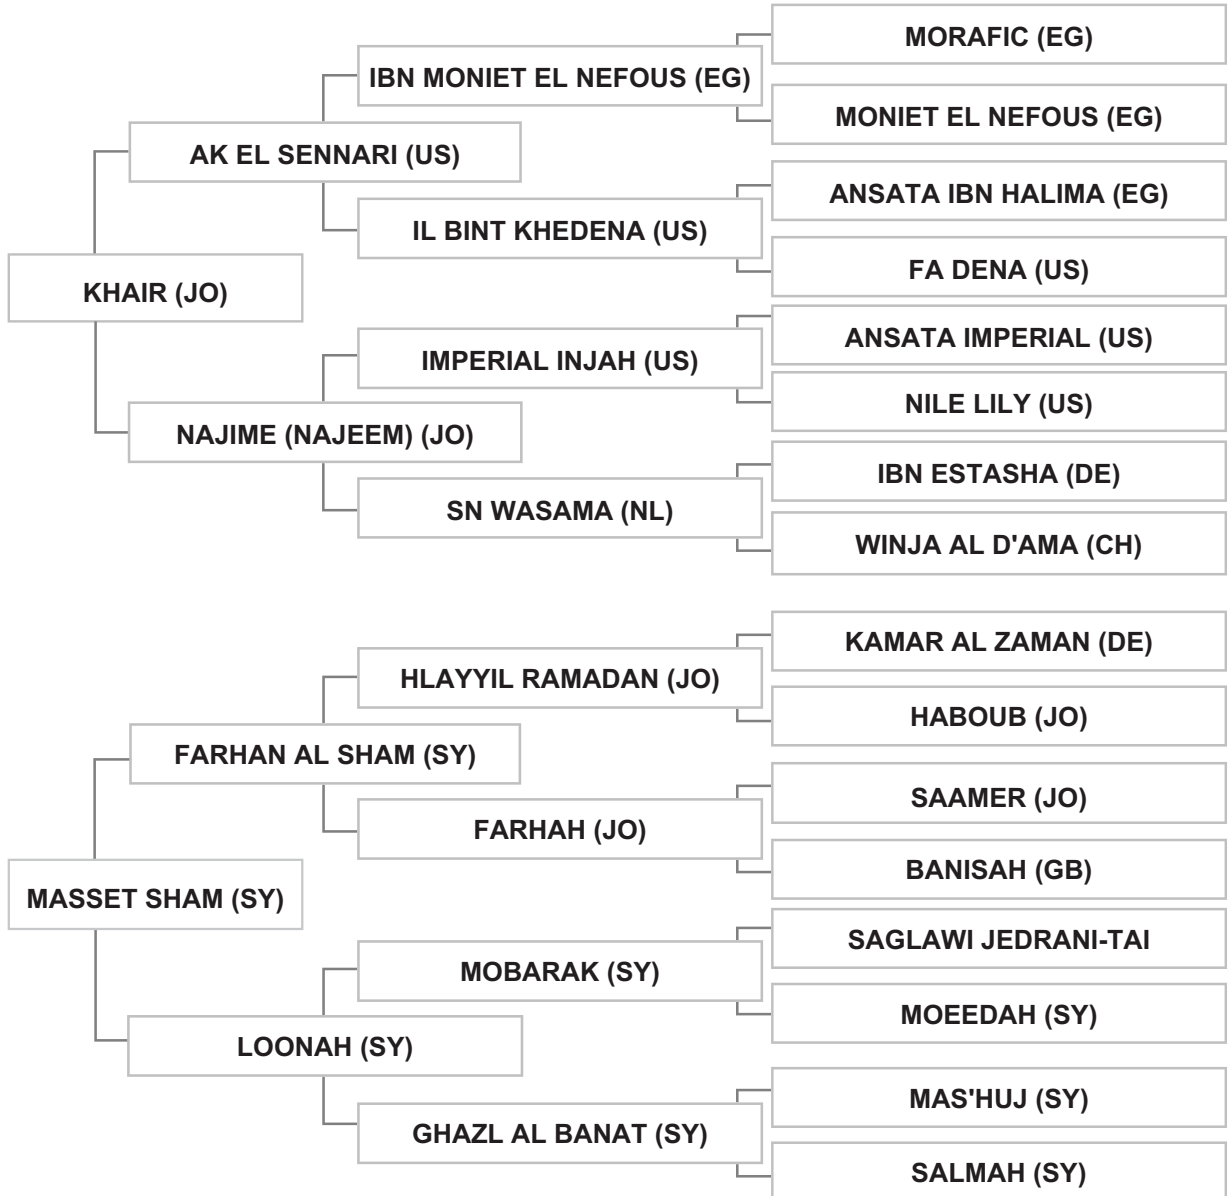 MORAFIC (EG)
IBN MONIET EL NEFOUS (EG)
MONIET EL NEFOUS (EG)
AK EL SENNARI (US)
ANSATA IBN HALIMA (EG)
IL BINT KHEDENA (US)
FA DENA (US)
KHAIR (JO)
ANSATA IMPERIAL (US)
IMPERIAL INJAH (US)
NILE LILY (US)
NAJIME (NAJEEM) (JO)
IBN ESTASHA (DE)
SN WASAMA (NL)
WINJA AL D'AMA (CH)
KAMAR AL ZAMAN (DE)
HLAYYIL RAMADAN (JO)
HABOUB (JO)
FARHAN AL SHAM (SY)
SAAMER (JO)
FARHAH (JO)
BANISAH (GB)
MASSET SHAM (SY)
SAGLAWI JEDRANI-TAI
MOBARAK (SY)
MOEEDAH (SY)
LOONAH (SY)
MAS'HUJ (SY)
GHAZL AL BANAT (SY)
SALMAH (SY)